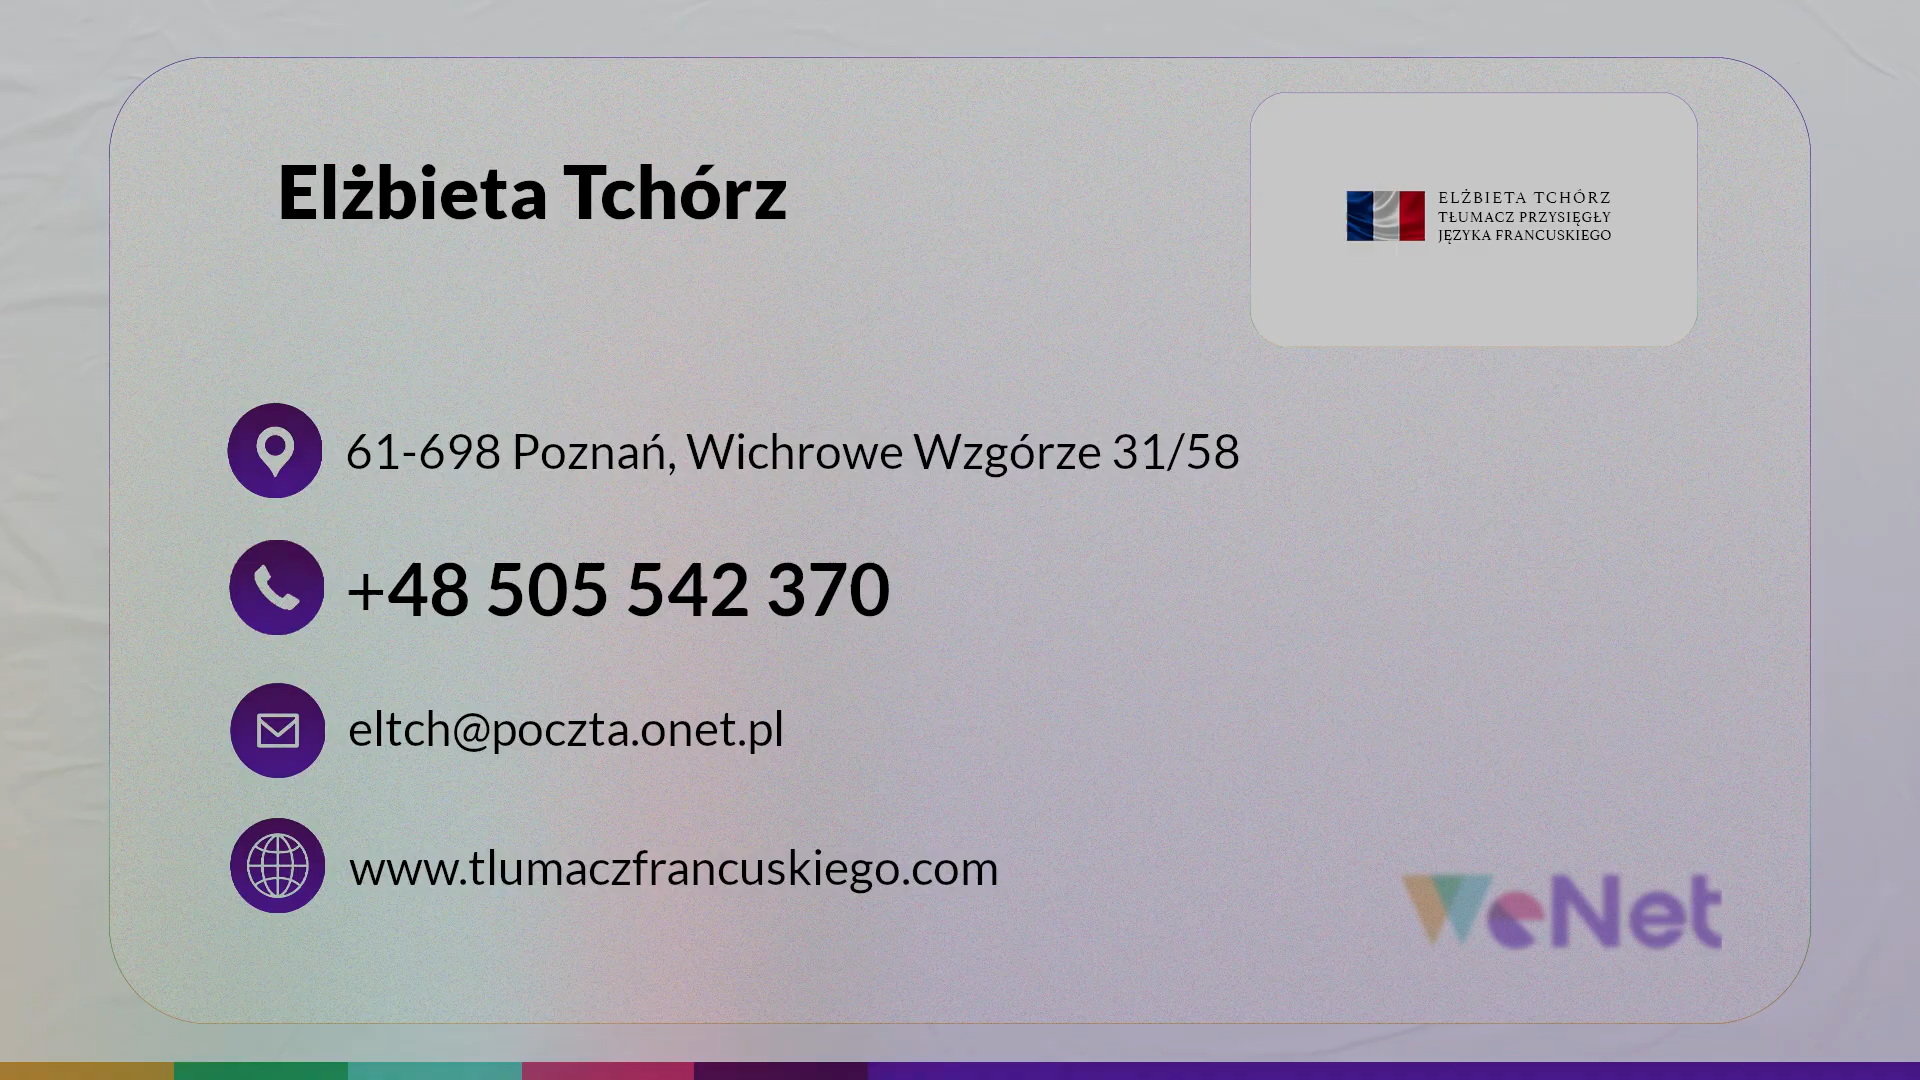 Elżbieta Tchórz
ELŻBIETA TCHÓRZ
TŁUMACZ PRZYSIĘGŁY
JĘZYKA FRANCUSKIEGO
61-698 Poznań, Wichrowe Wzgórze 31/58
+48 505 542 370
eltch@poczta.onet.pl
www.tlumaczfrancuskiego.com
WeNet